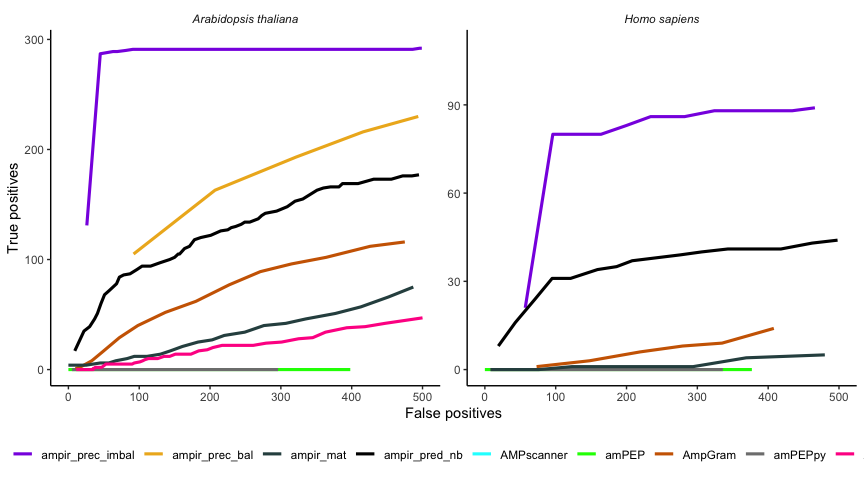 Arabidopsis thaliana
Homo sapiens
300
200
100
0
90
60
30
0
True positives
0
100
200
300
400
500
0
100
200
300
400
500
False positives
ampir_prec_imbal
ampir_prec_bal
ampir_mat
ampir_pred_nb
AMPscanner
amPEP
AmpGram
amPEPpy